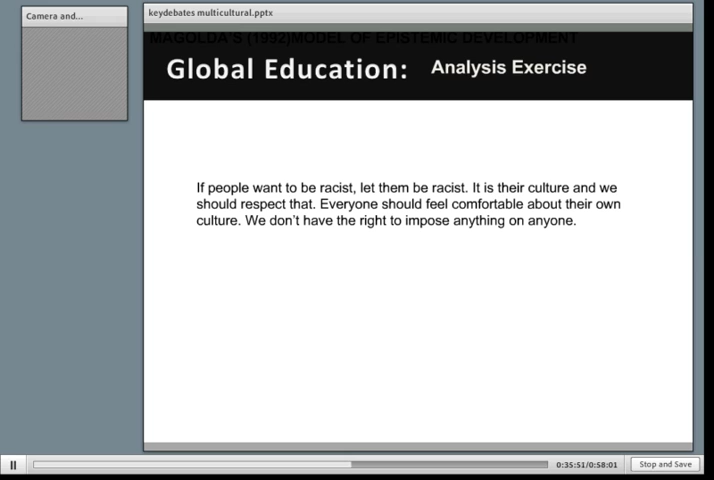 Camera and...
keydebates multicultural.pptx
MAGOLDA'S (1992)MODEL OF EPISTEMIC DEVELOPMENT
Global Education: Analysis Exercise
If people want to be racist, let them be racist. It is their culture and we
should respect that. Everyone should feel comfortable about their own
culture. We don't have the right to impose anything on anyone.
0:35:51/0:58:01
Stop and Save